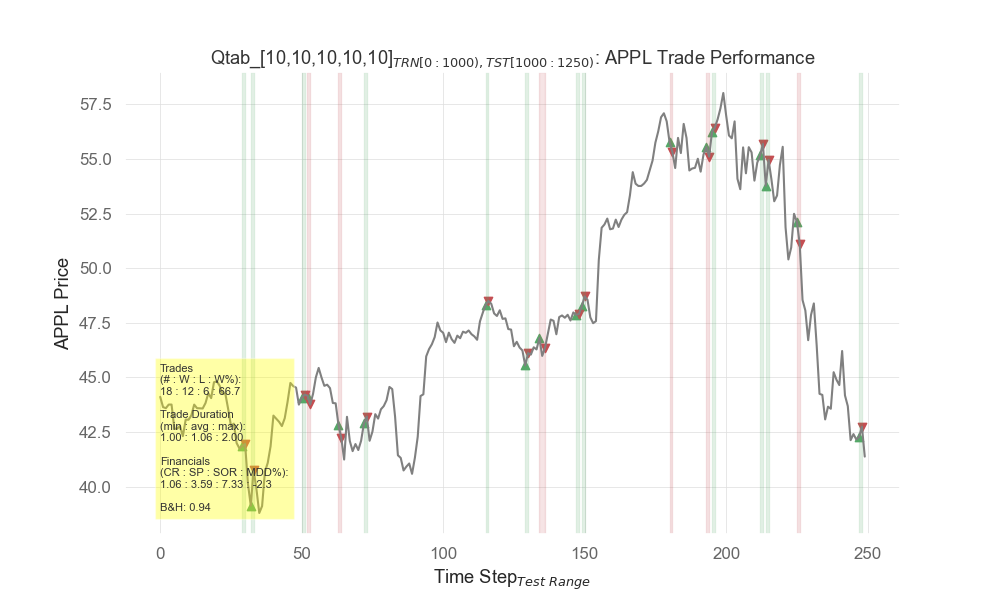 Qtab_[10,10,10,10,10]TRN[0 : 1000), TST[1000 : 1250): APPL Trade Performance
57.5
55.0
52.5
50.0
47.5
45.0
42.5
40.0
APPL Price
Trades
(# : W : L : W%):
18 : 12 : 6 : 66.7
Trade Duration
(min : avg : max):
1.00 : 1.06 : 2.00
Financials
(CR : SP : SOR : MDD%):
1.06 : 3.59 : 7.33 : -2.3
B&H: 0.94
0 50 100 150 200 250
Time StepTest Range